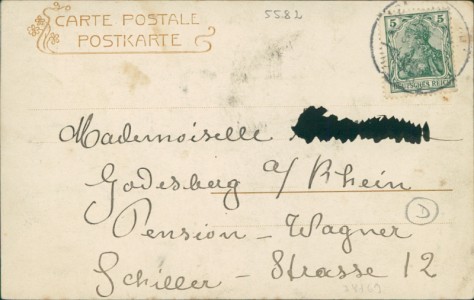 CARTE POSTALE
POSTKARTE
5582
5 5
DEUTSCHES REICH
Mademoiselle
Godesberg a/Rhein
D
Pension - Wagner
Schiller - Strasse 12